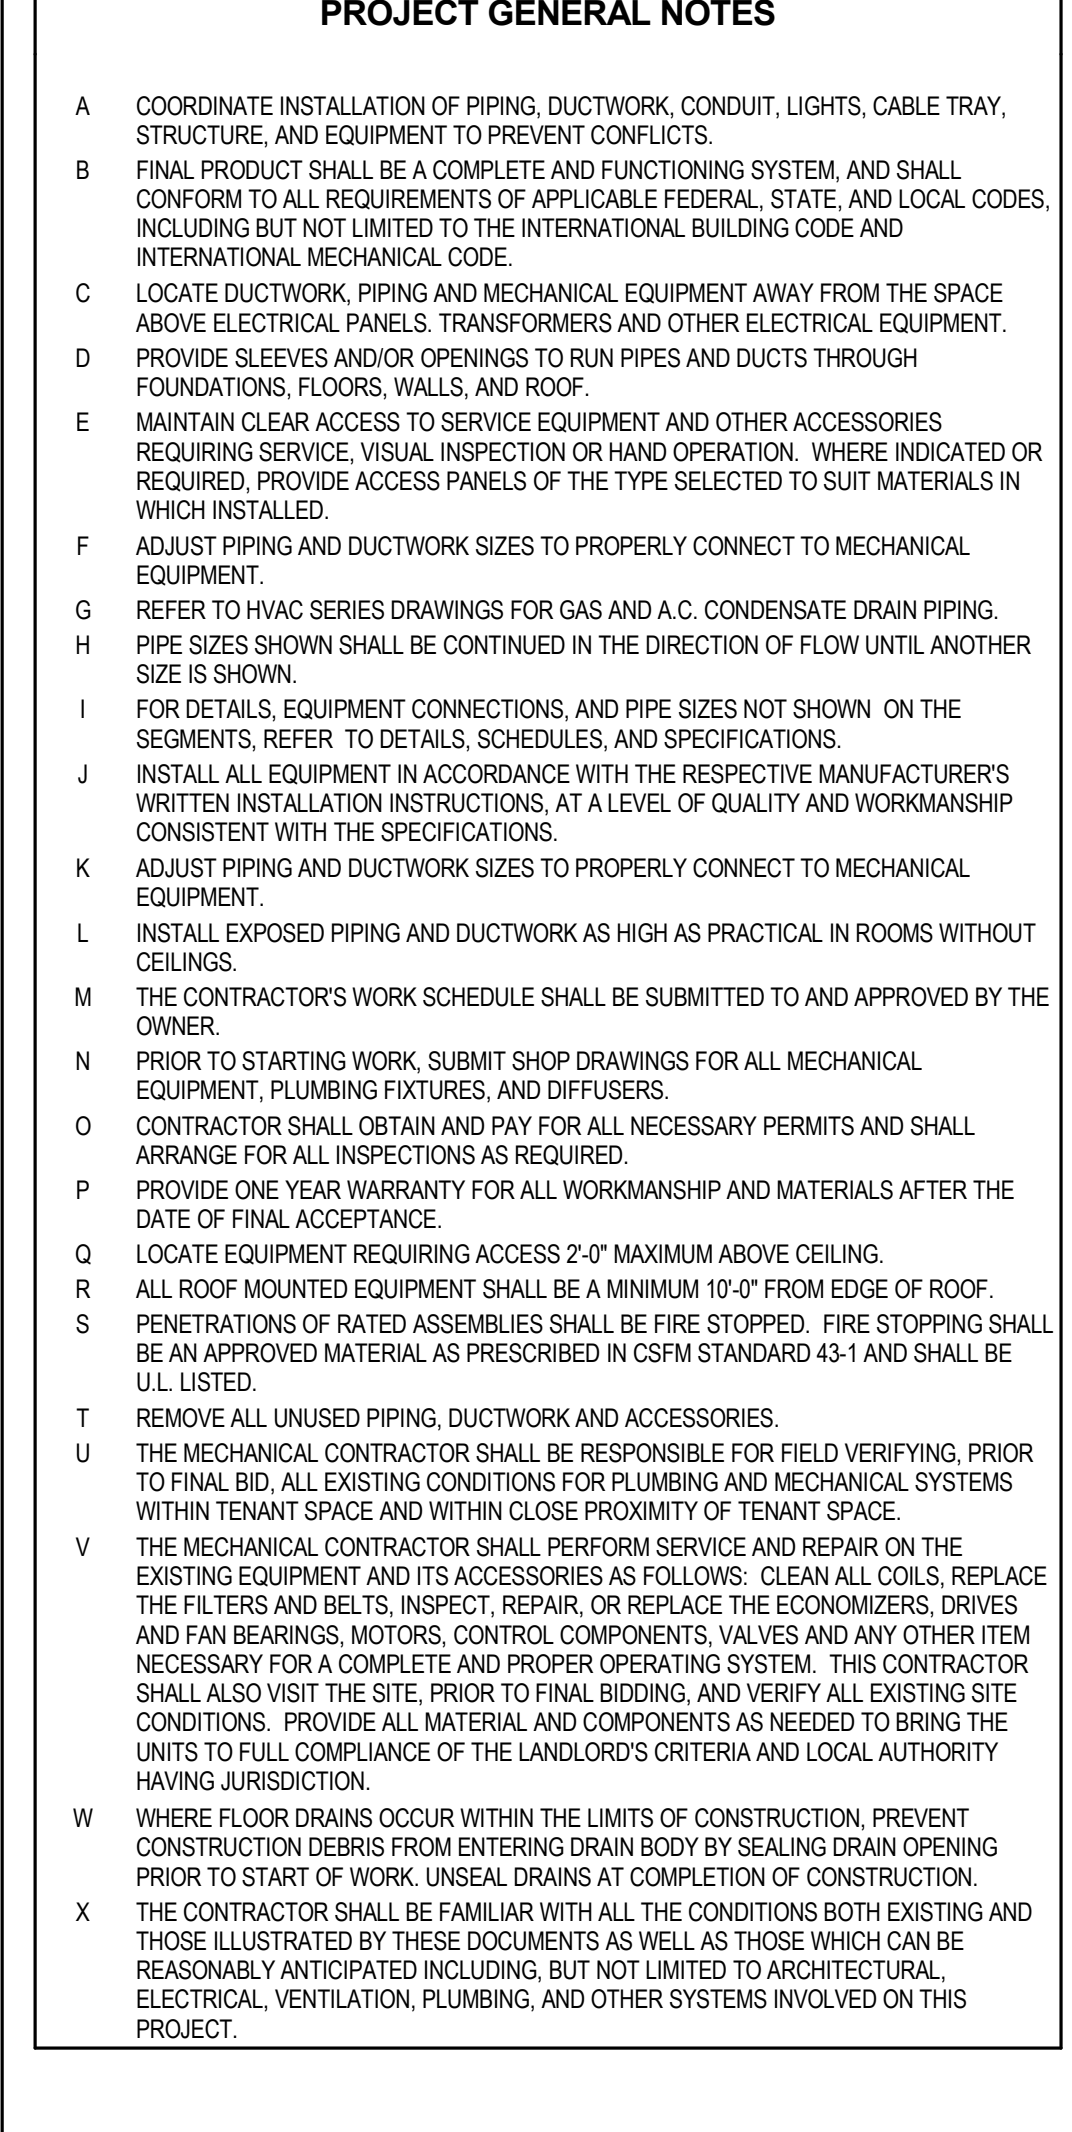 PROJECT GENERAL NOTES
A COORDINATE INSTALLATION OF PIPING, DUCTWORK, CONDUIT, LIGHTS, CABLE TRAY,
STRUCTURE, AND EQUIPMENT TO PREVENT CONFLICTS.
B FINAL PRODUCT SHALL BE A COMPLETE AND FUNCTIONING SYSTEM, AND SHALL
CONFORM TO ALL REQUIREMENTS OF APPLICABLE FEDERAL, STATE, AND LOCAL CODES,
INCLUDING BUT NOT LIMITED TO THE INTERNATIONAL BUILDING CODE AND
INTERNATIONAL MECHANICAL CODE.
C LOCATE DUCTWORK, PIPING AND MECHANICAL EQUIPMENT AWAY FROM THE SPACE
ABOVE ELECTRICAL PANELS. TRANSFORMERS AND OTHER ELECTRICAL EQUIPMENT.
D PROVIDE SLEEVES AND/OR OPENINGS TO RUN PIPES AND DUCTS THROUGH
FOUNDATIONS, FLOORS, WALLS, AND ROOF.
E MAINTAIN CLEAR ACCESS TO SERVICE EQUIPMENT AND OTHER ACCESSORIES
REQUIRING SERVICE, VISUAL INSPECTION OR HAND OPERATION. WHERE INDICATED OR
REQUIRED, PROVIDE ACCESS PANELS OF THE TYPE SELECTED TO SUIT MATERIALS IN
WHICH INSTALLED.
F ADJUST PIPING AND DUCTWORK SIZES TO PROPERLY CONNECT TO MECHANICAL
EQUIPMENT.
G REFER TO HVAC SERIES DRAWINGS FOR GAS AND A.C. CONDENSATE DRAIN PIPING.
H PIPE SIZES SHOWN SHALL BE CONTINUED IN THE DIRECTION OF FLOW UNTIL ANOTHER
SIZE IS SHOWN.
I FOR DETAILS, EQUIPMENT CONNECTIONS, AND PIPE SIZES NOT SHOWN ON THE
SEGMENTS, REFER TO DETAILS, SCHEDULES, AND SPECIFICATIONS.
J INSTALL ALL EQUIPMENT IN ACCORDANCE WITH THE RESPECTIVE MANUFACTURER'S
WRITTEN INSTALLATION INSTRUCTIONS, AT A LEVEL OF QUALITY AND WORKMANSHIP
CONSISTENT WITH THE SPECIFICATIONS.
K ADJUST PIPING AND DUCTWORK SIZES TO PROPERLY CONNECT TO MECHANICAL
EQUIPMENT.
L INSTALL EXPOSED PIPING AND DUCTWORK AS HIGH AS PRACTICAL IN ROOMS WITHOUT
CEILINGS.
M THE CONTRACTOR'S WORK SCHEDULE SHALL BE SUBMITTED TO AND APPROVED BY THE
OWNER.
N PRIOR TO STARTING WORK, SUBMIT SHOP DRAWINGS FOR ALL MECHANICAL
EQUIPMENT, PLUMBING FIXTURES, AND DIFFUSERS.
O CONTRACTOR SHALL OBTAIN AND PAY FOR ALL NECESSARY PERMITS AND SHALL
ARRANGE FOR ALL INSPECTIONS AS REQUIRED.
P PROVIDE ONE YEAR WARRANTY FOR ALL WORKMANSHIP AND MATERIALS AFTER THE
DATE OF FINAL ACCEPTANCE.
Q LOCATE EQUIPMENT REQUIRING ACCESS 2'-0" MAXIMUM ABOVE CEILING.
R ALL ROOF MOUNTED EQUIPMENT SHALL BE A MINIMUM 10'-0" FROM EDGE OF ROOF.
S PENETRATIONS OF RATED ASSEMBLIES SHALL BE FIRE STOPPED. FIRE STOPPING SHALL
BE AN APPROVED MATERIAL AS PRESCRIBED IN CSFM STANDARD 43-1 AND SHALL BE
U.L. LISTED.
T REMOVE ALL UNUSED PIPING, DUCTWORK AND ACCESSORIES.
U THE MECHANICAL CONTRACTOR SHALL BE RESPONSIBLE FOR FIELD VERIFYING, PRIOR
TO FINAL BID, ALL EXISTING CONDITIONS FOR PLUMBING AND MECHANICAL SYSTEMS
WITHIN TENANT SPACE AND WITHIN CLOSE PROXIMITY OF TENANT SPACE.
V THE MECHANICAL CONTRACTOR SHALL PERFORM SERVICE AND REPAIR ON THE
EXISTING EQUIPMENT AND ITS ACCESSORIES AS FOLLOWS: CLEAN ALL COILS, REPLACE
THE FILTERS AND BELTS, INSPECT, REPAIR, OR REPLACE THE ECONOMIZERS, DRIVES
AND FAN BEARINGS, MOTORS, CONTROL COMPONENTS, VALVES AND ANY OTHER ITEM
NECESSARY FOR A COMPLETE AND PROPER OPERATING SYSTEM. THIS CONTRACTOR
SHALL ALSO VISIT THE SITE, PRIOR TO FINAL BIDDING, AND VERIFY ALL EXISTING SITE
CONDITIONS. PROVIDE ALL MATERIAL AND COMPONENTS AS NEEDED TO BRING THE
UNITS TO FULL COMPLIANCE OF THE LANDLORD'S CRITERIA AND LOCAL AUTHORITY
HAVING JURISDICTION.
W WHERE FLOOR DRAINS OCCUR WITHIN THE LIMITS OF CONSTRUCTION, PREVENT
CONSTRUCTION DEBRIS FROM ENTERING DRAIN BODY BY SEALING DRAIN OPENING
PRIOR TO START OF WORK. UNSEAL DRAINS AT COMPLETION OF CONSTRUCTION.
X THE CONTRACTOR SHALL BE FAMILIAR WITH ALL THE CONDITIONS BOTH EXISTING AND
THOSE ILLUSTRATED BY THESE DOCUMENTS AS WELL AS THOSE WHICH CAN BE
REASONABLY ANTICIPATED INCLUDING, BUT NOT LIMITED TO ARCHITECTURAL,
ELECTRICAL, VENTILATION, PLUMBING, AND OTHER SYSTEMS INVOLVED ON THIS
PROJECT.